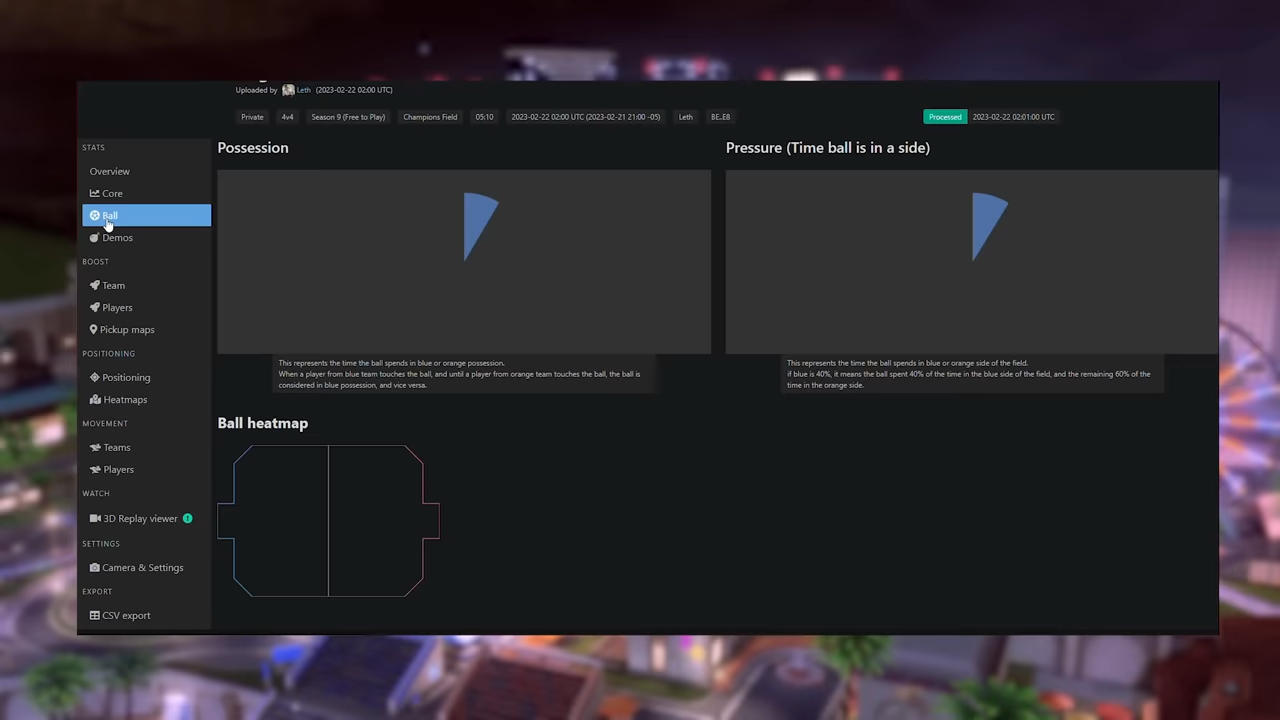 Uploaded by Leth (2023-02-22 02:00 UTC)
Private 4v4 Season 9 (Free to Play) Champions Field 05:10 2023-02-22 02:00 UTC (2023-02-21 21:00 -05) Leth BE..E8 Processed 2023-02-22 02:01:00 UTC
STATS
Overview
Core
Ball
Demos
BOOST
Team
Players
Pickup maps
POSITIONING
Positioning
Heatmaps
MOVEMENT
Teams
Players
WATCH
3D Replay viewer
SETTINGS
Camera & Settings
EXPORT
CSV export
Possession
This represents the time the ball spends in blue or orange possession.
When a player from blue team touches the ball, and until a player from orange team touches the ball, the ball is
considered in blue possession, and vice versa.
Pressure (Time ball is in a side)
This represents the time the ball spends in blue or orange side of the field.
if blue is 40%, it means the ball spent 40% of the time in the blue side of the field, and the remaining 60% of the
time in the orange side.
Ball heatmap